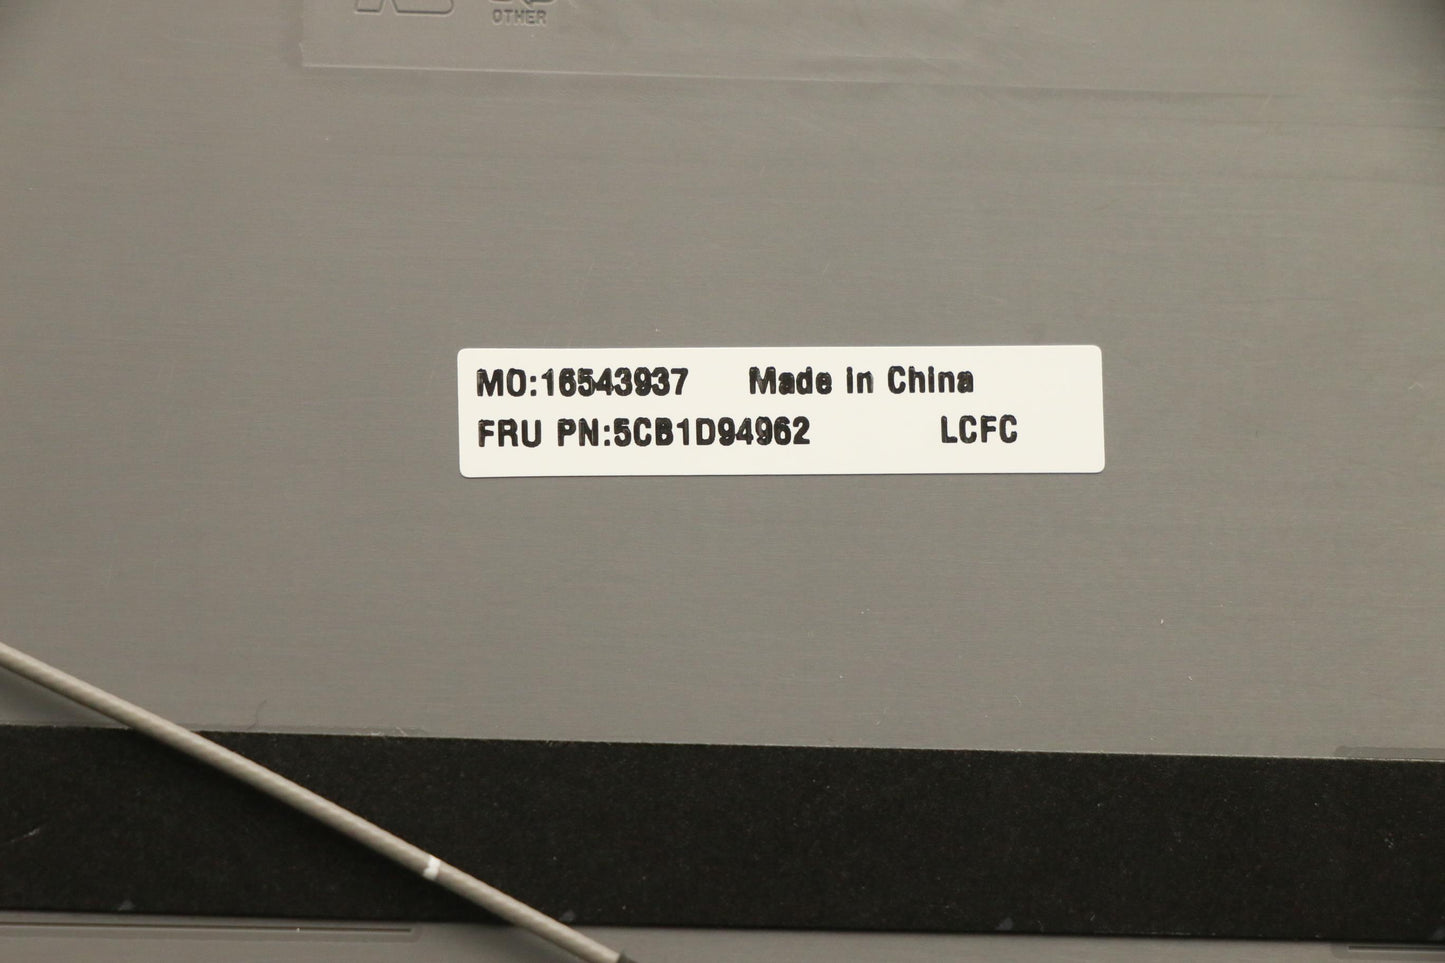 OTHER
MO:16543937 Made in China
FRU PN:5CB1D94962 LCFC